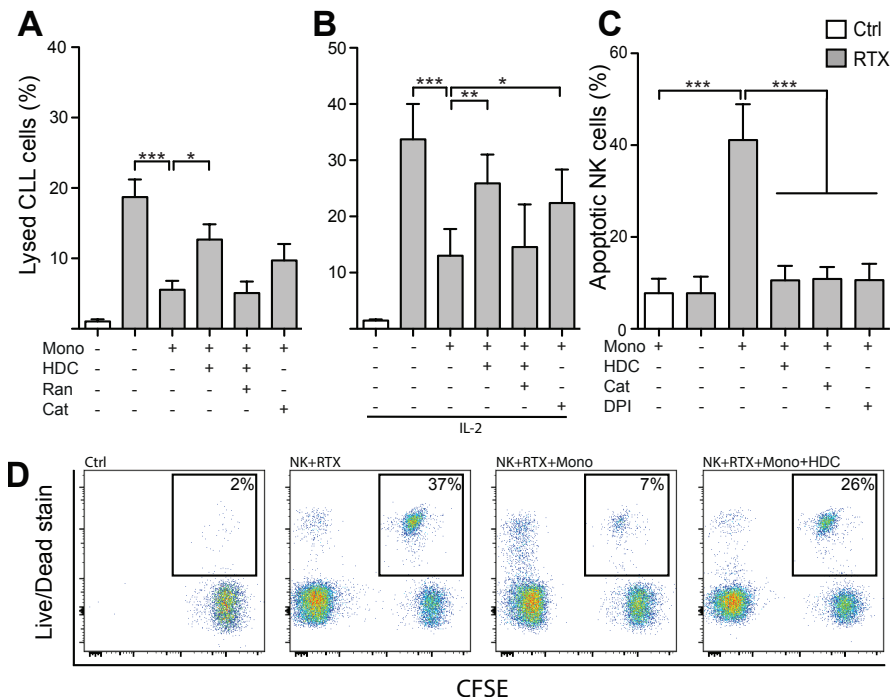 A
Lysed CLL cells (%)
40
30
20
10
***
*
Mono - - + + + +
HDC - - - + + -
Ran - - - - + -
Cat - - - - - +
B
50
40
30
20
10
***
*
**
- - + + + +
- - - + + -
- - - - + -
- - - - - +
IL-2
C
Ctrl
RTX
Apoptotic NK cells (%)
60
40
20
0
***
***
Mono + - + + + +
HDC - - - + - -
Cat - - - - + -
DPI - - - - - +
D
Live/Dead stain
Ctrl
2%
NK+RTX
37%
NK+RTX+Mono
7%
NK+RTX+Mono+HDC
26%
CFSE